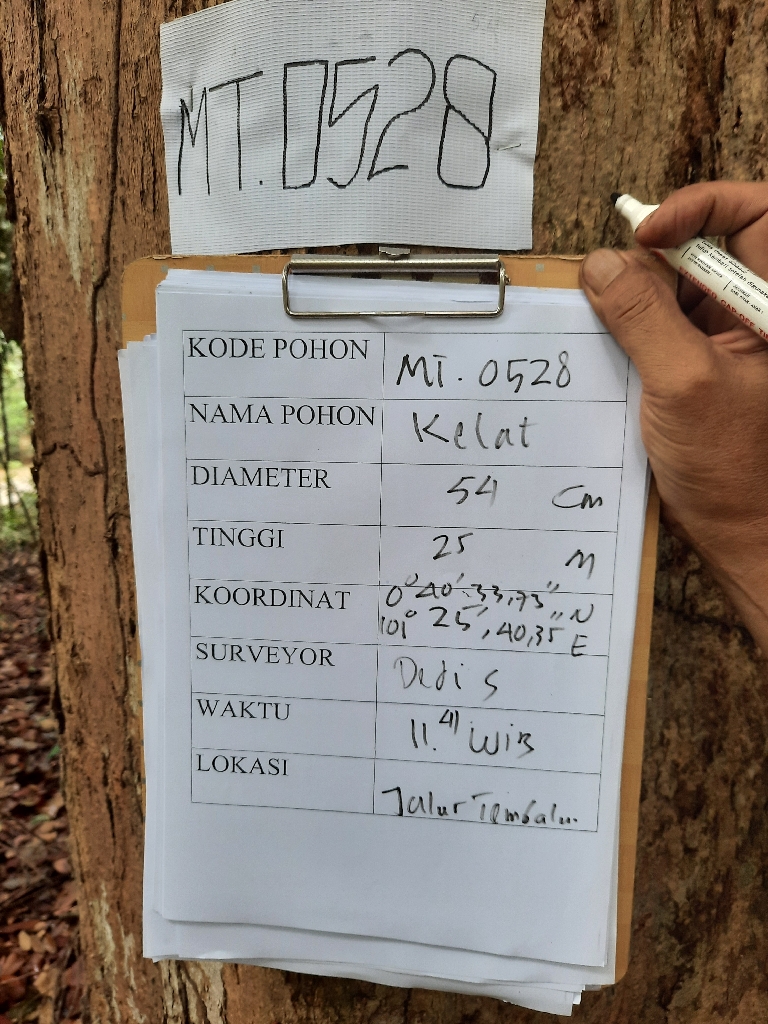 MT.0528
KODE POHON MT. 0528
NAMA POHON Kelat
DIAMETER 54 Cm
TINGGI 25 M
KOORDINAT 0° 40' 33,73" N
101° 25', 40,35" E
SURVEYOR Dedi S
WAKTU 11.41 WIB
LOKASI Jalur